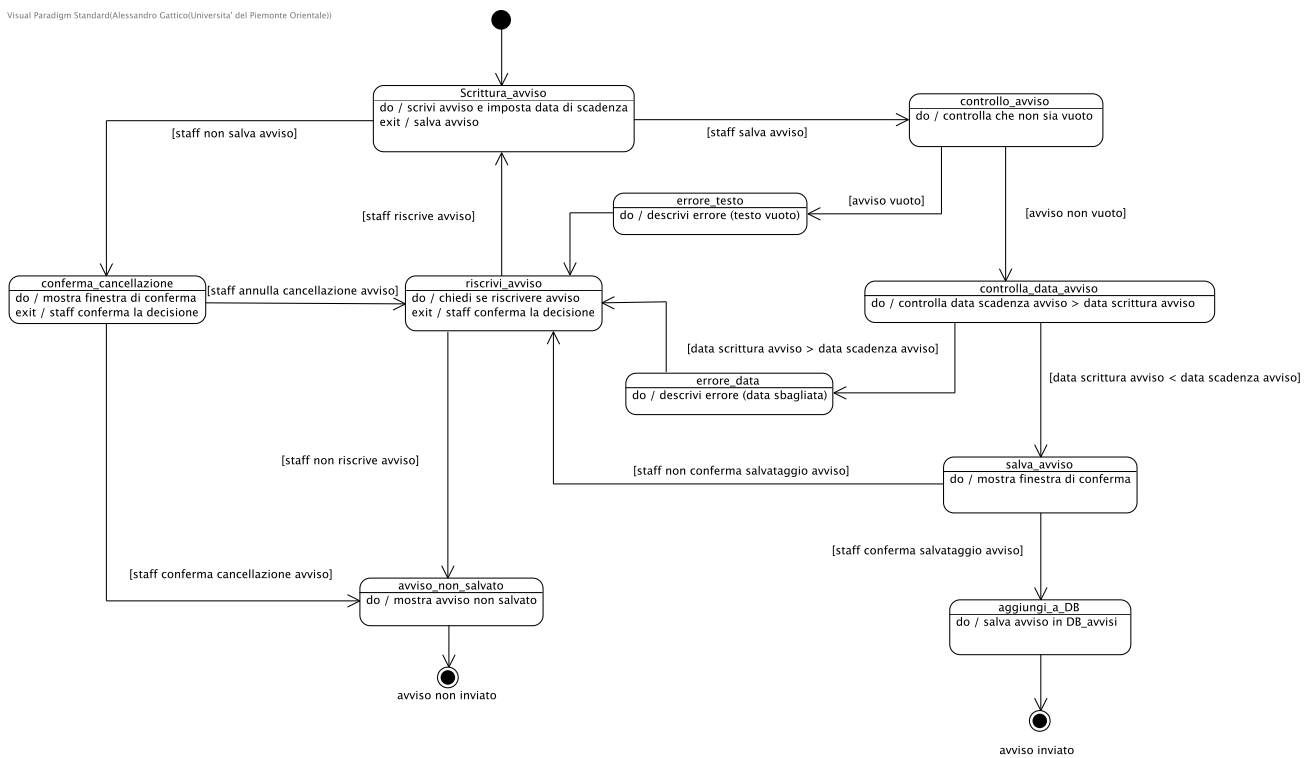 Visual Paradigm Standard(Alessandro Gattico(Universita' del Piemonte Orientale))
Scrittura_avviso
do / scrivi avviso e imposta data di scadenza
exit / salva avviso
controllo_avviso
do / controlla che non sia vuoto
[staff non salva avviso]
[staff salva avviso]
errore_testo
do / descrivi errore (testo vuoto)
[avviso vuoto]
[staff riscrive avviso]
[avviso non vuoto]
conferma_cancellazione
do / mostra finestra di conferma
exit / staff conferma la decisione
[staff annulla cancellazione avviso]
riscrivi_avviso
do / chiedi se riscrivere avviso
exit / staff conferma la decisione
controlla_data_avviso
do / controlla data scadenza avviso > data scrittura avviso
[data scrittura avviso > data scadenza avviso]
errore_data
do / descrivi errore (data sbagliata)
[data scrittura avviso < data scadenza avviso]
[staff non riscrive avviso]
[staff non conferma salvataggio avviso]
salva_avviso
do / mostra finestra di conferma
[staff conferma salvataggio avviso]
[staff conferma cancellazione avviso]
avviso_non_salvato
do / mostra avviso non salvato
aggiungi_a_DB
do / salva avviso in DB_avvisi
avviso non inviato
avviso inviato